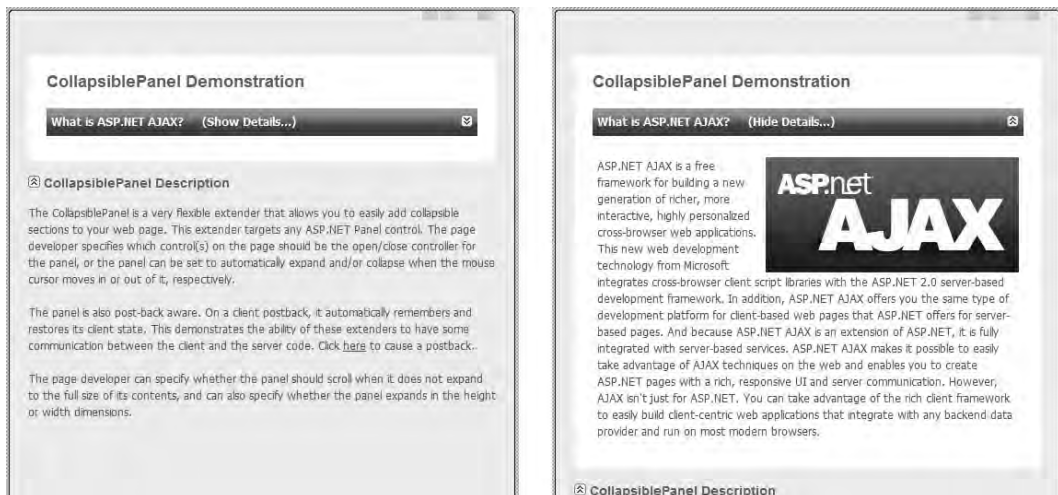 CollapsiblePanel Demonstration
What is ASP.NET AJAX? (Show Details...)
CollapsiblePanel Description
The CollapsiblePanel is a very flexible extender that allows you to easily add collapsible
sections to your web page. This extender targets any ASP.NET Panel control. The page
developer specifies which control(s) on the page should be the open/close controller for
the panel, or the panel can be set to automatically expand and/or collapse when the mouse
cursor moves in or out of it, respectively.
The panel is also post-back aware. On a client postback, it automatically remembers and
restores its client state. This demonstrates the ability of these extenders to have some
communication between the client and the server code. Click here to cause a postback..
The page developer can specify whether the panel should scroll when it does not expand
to the full size of its contents, and can also specify whether the panel expands in the height
or width dimensions.
CollapsiblePanel Demonstration
What is ASP.NET AJAX? (Hide Details...)
ASP.NET AJAX is a free
framework for building a new
generation of richer, more
interactive, highly personalized
cross-browser web applications.
This new web development
technology from Microsoft
ASP.net
AJAX
integrates cross-browser client script libraries with the ASP.NET 2.0 server-based
development framework. In addition, ASP.NET AJAX offers you the same type of
development platform for client-based web pages that ASP.NET offers for server-
based pages. And because ASP.NET AJAX is an extension of ASP.NET, it is fully
integrated with server-based services. ASP.NET AJAX makes it possible to easily
take advantage of AJAX techniques on the web and enables you to create
ASP.NET pages with a rich, responsive UI and server communication. However,
AJAX isn't just for ASP.NET. You can take advantage of the rich client framework
to easily build client-centric web applications that integrate with any backend data
provider and run on most modern browsers.
CollapsiblePanel Description